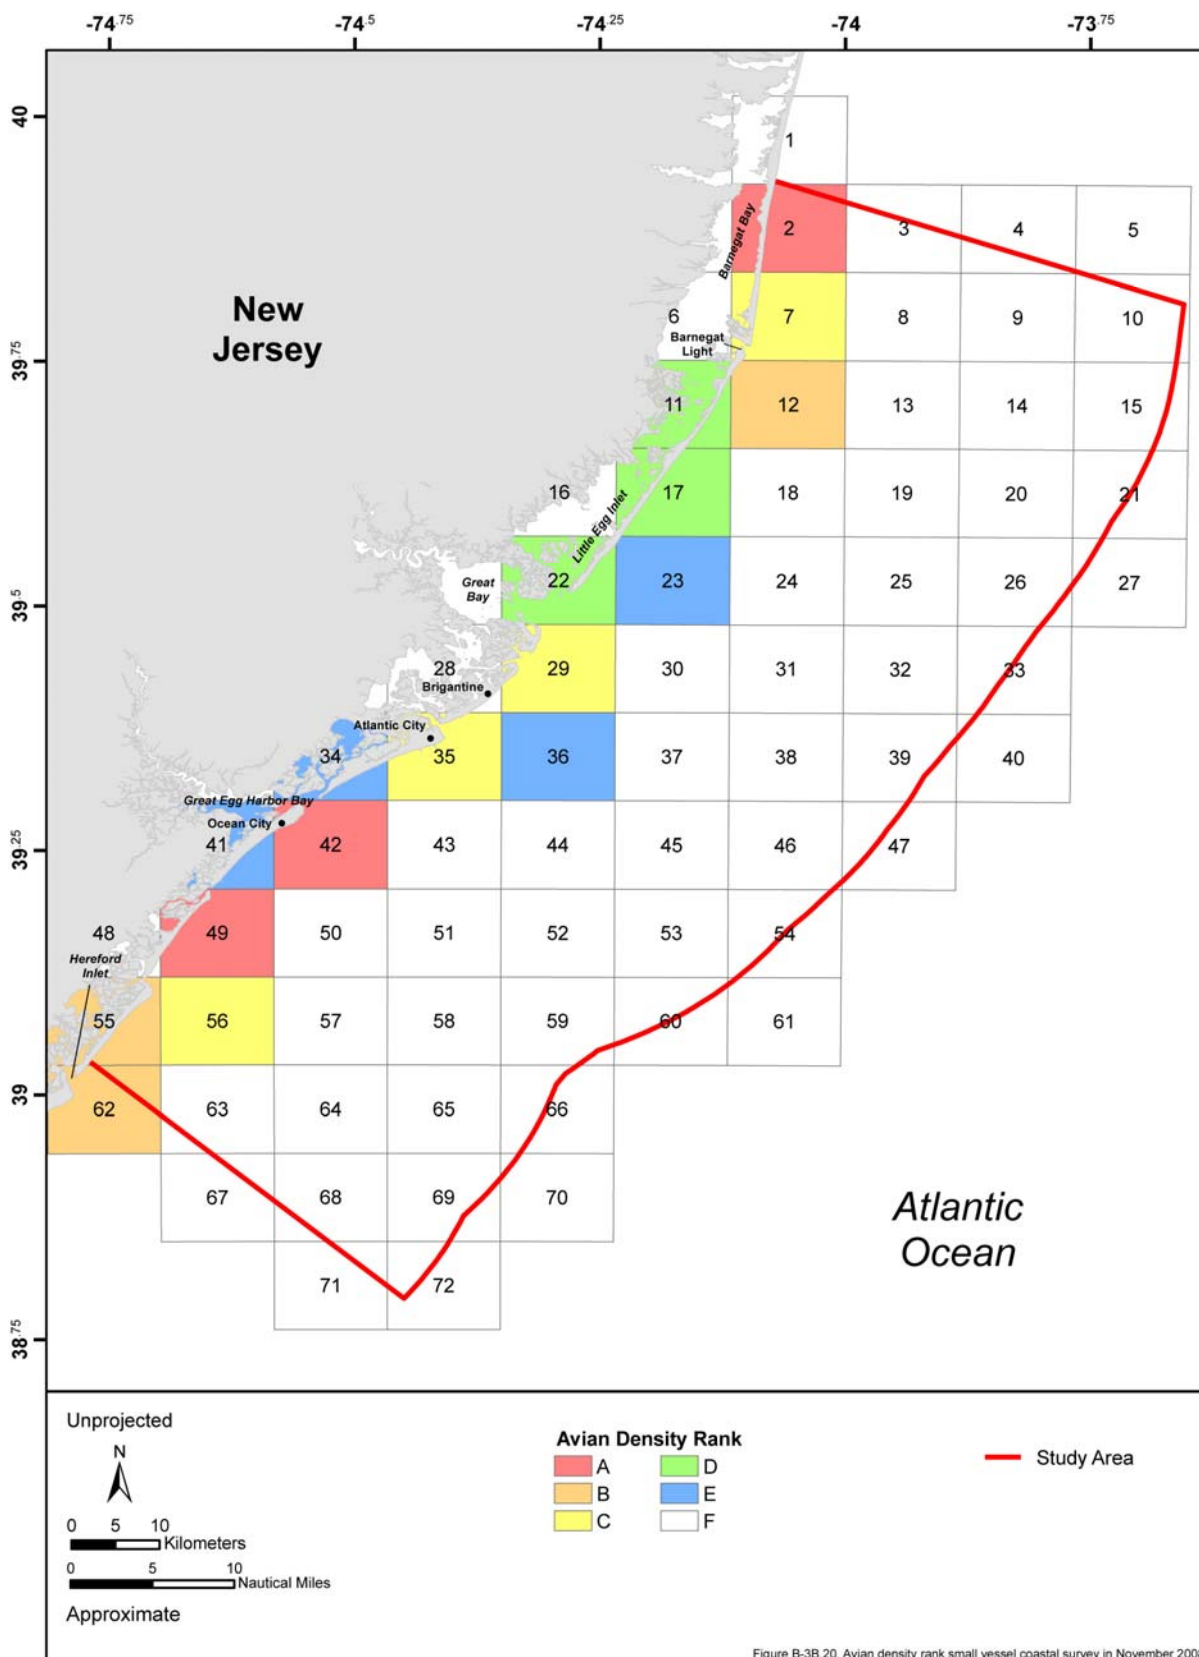 -74.75 -74.5 -74.25 -74 -73.75
40
1
2 3 4 5
Barnegat Bay
New
Jersey
6 7 8 9 10
Barnegat
Light
39.75
11 12 13 14 15
16 17 18 19 20 21
Little Egg Inlet
Great
Bay
22 23 24 25 26 27
39.5
28 29 30 31 32 33
Brigantine
Atlantic City
34 35 36 37 38 39 40
Great Egg Harbor Bay
Ocean City
41 42 43 44 45 46 47
39.25
48 49 50 51 52 53 54
Hereford
Inlet
55 56 57 58 59 60 61
39
62 63 64 65 66
67 68 69 70
Atlantic
Ocean
71 72
38.75
Unprojected
N
0 5 10
Kilometers
0 5 10
Nautical Miles
Approximate
Avian Density Rank
A D
B E
C F
Study Area
Figure B-3B.20. Avian density rank small vessel coastal survey in November